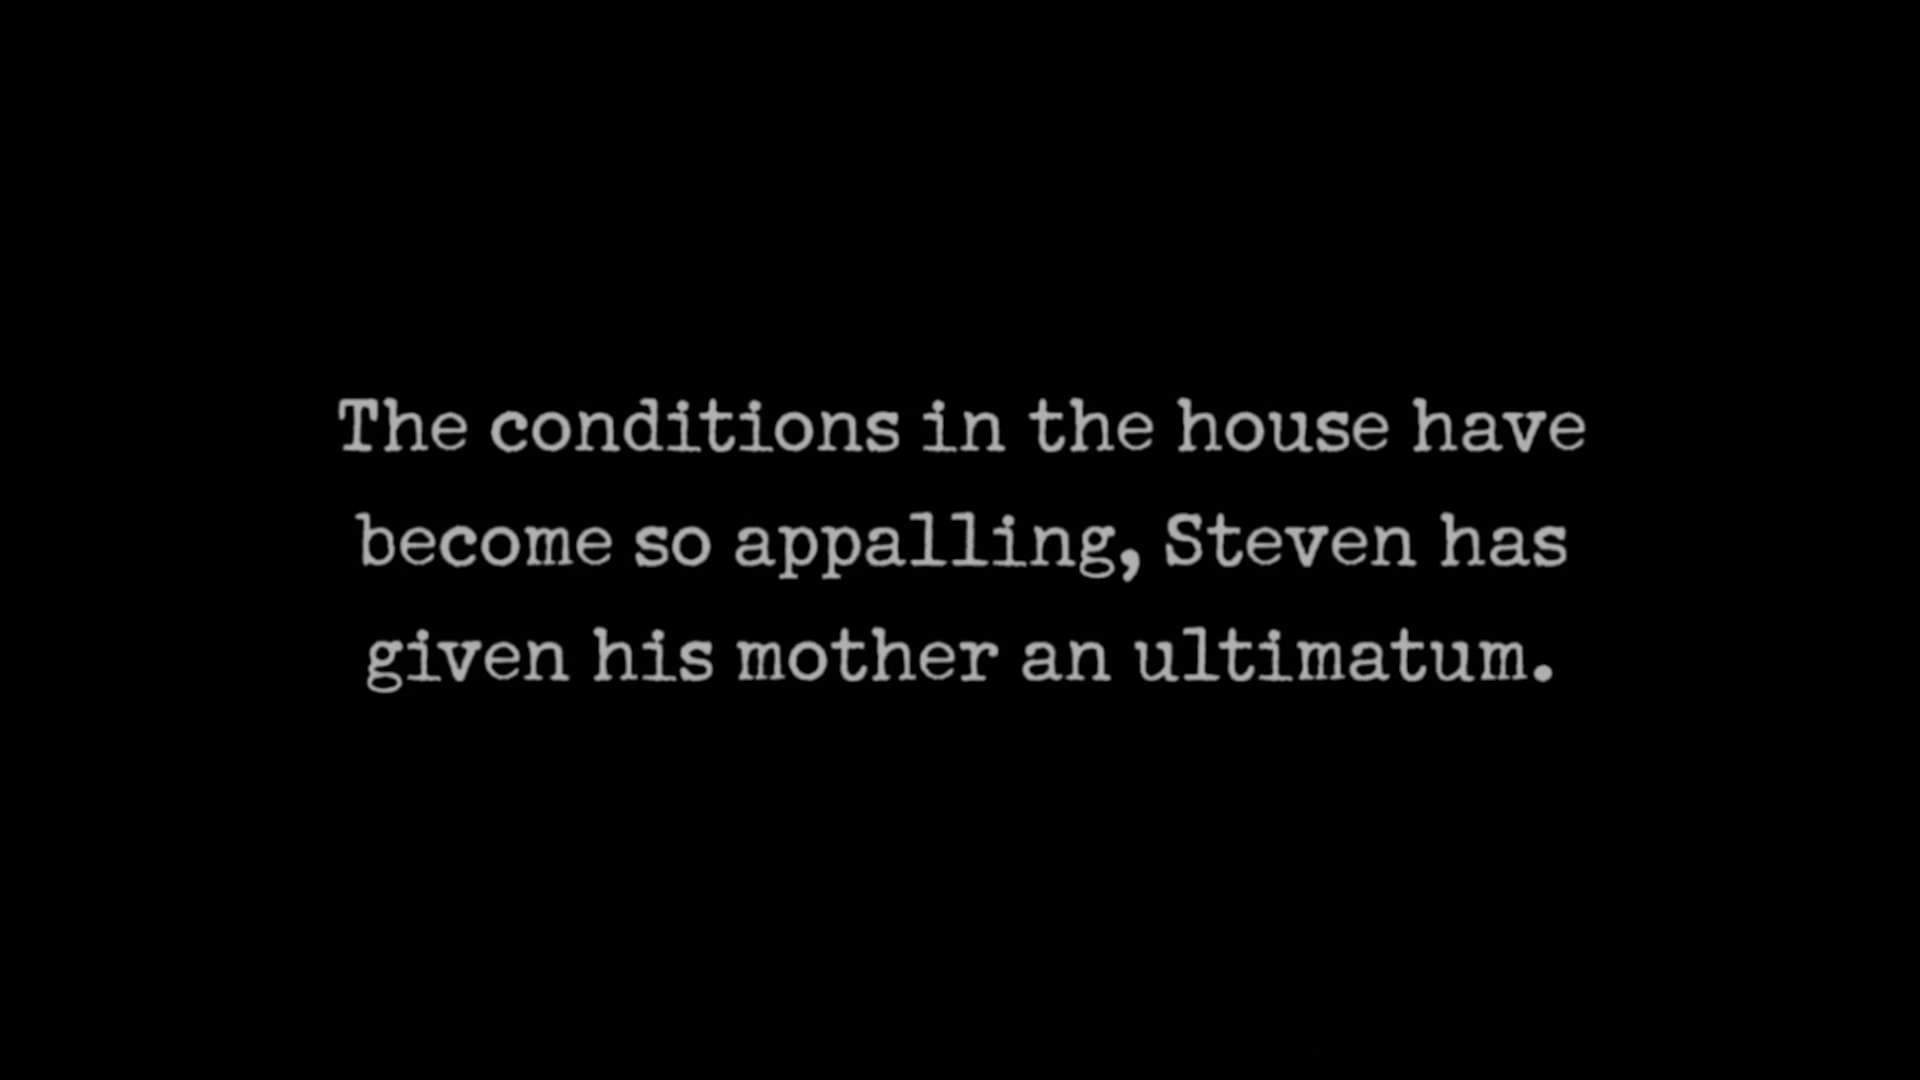 The conditions in the house have
become so appalling, Steven has
given his mother an ultimatum.